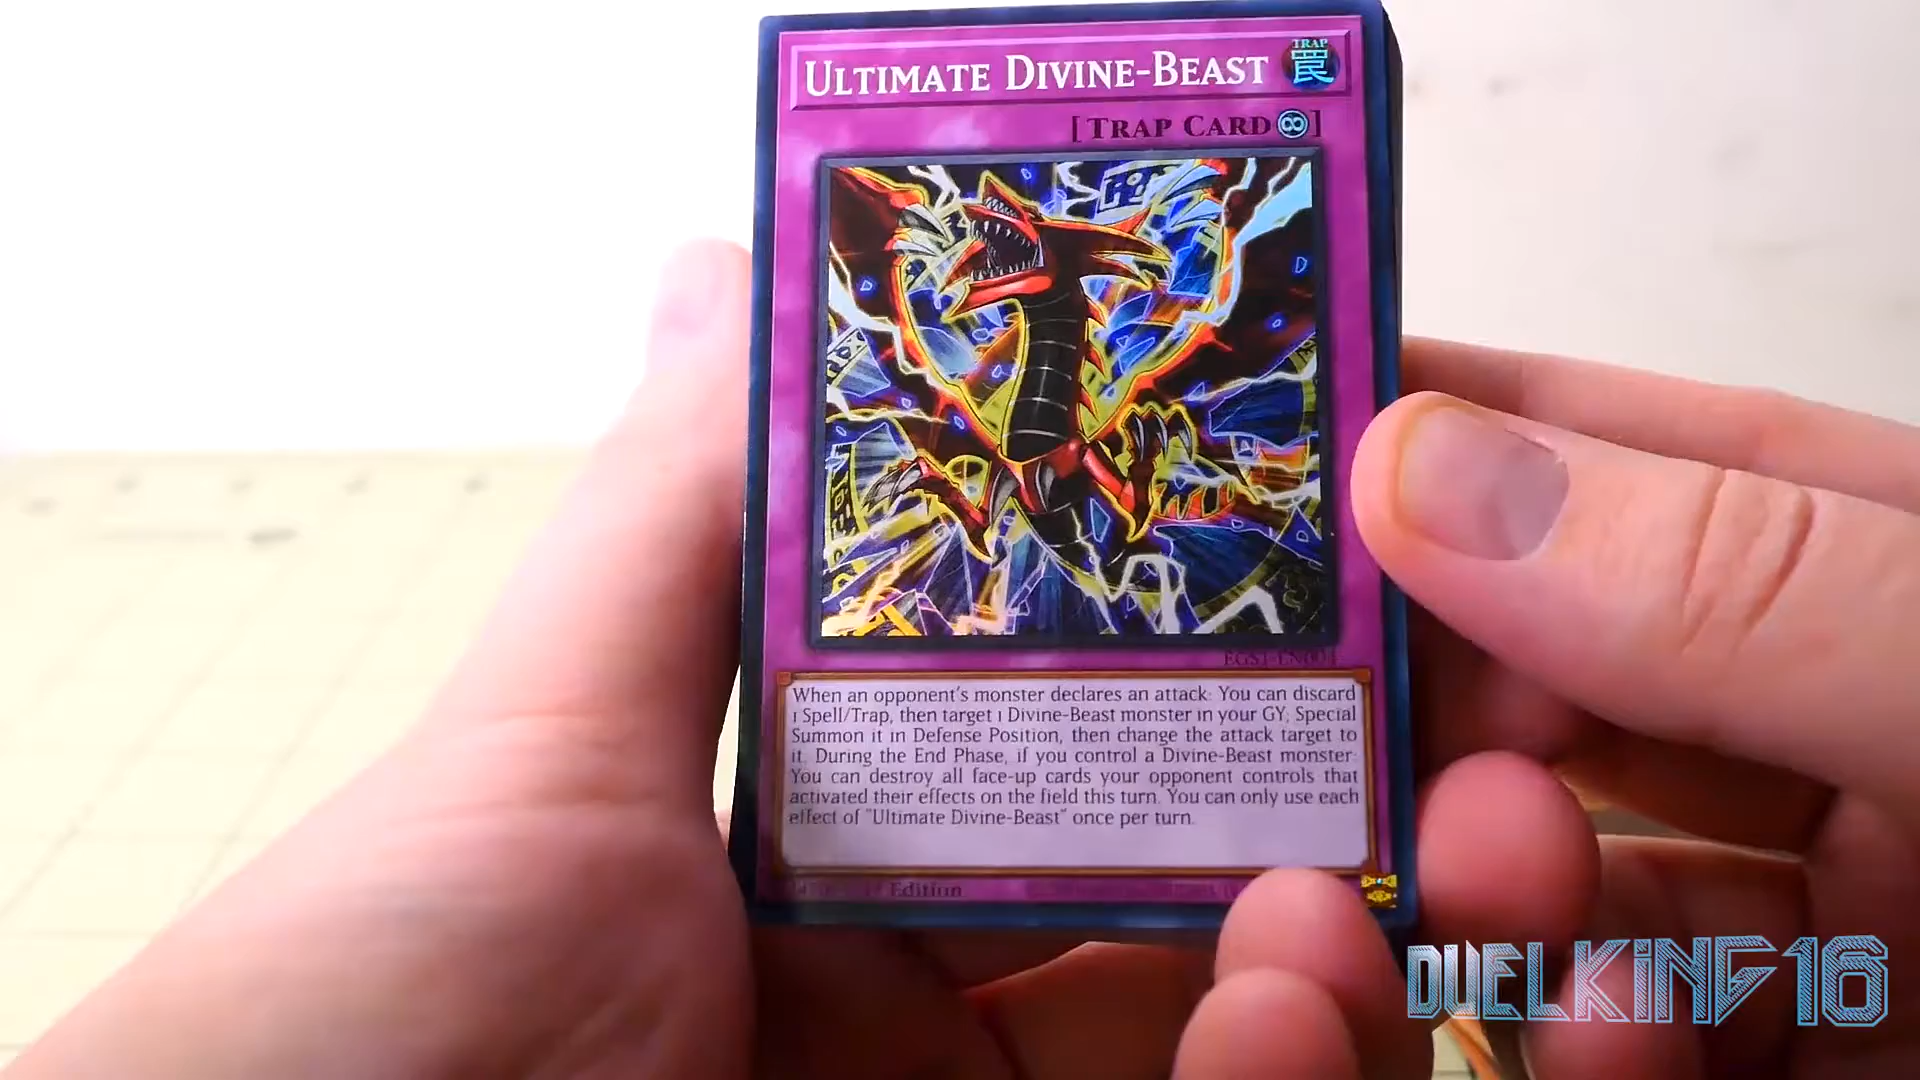 ULTIMATE DIVINE-BEAST
TRAP
罠
[TRAP CARD∞]
EGS1-EN004
When an opponent's monster declares an attack: You can discard
1 Spell/Trap, then target 1 Divine-Beast monster in your GY; Special
Summon it in Defense Position, then change the attack target to
it. During the End Phase, if you control a Divine-Beast monster:
You can destroy all face-up cards your opponent controls that
activated their effects on the field this turn. You can only use each
effect of "Ultimate Divine-Beast" once per turn.
Edition
DUELKING16